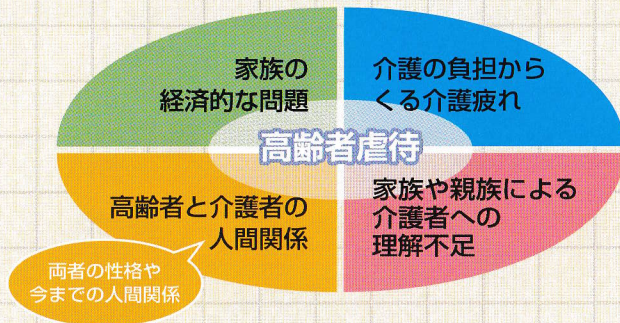 家族の
経済的な問題
介護の負担から
くる介護疲れ
高齢者虐待
高齢者と介護者の
人間関係
家族や親族による
介護者への
理解不足
両者の性格や
今までの人間関係